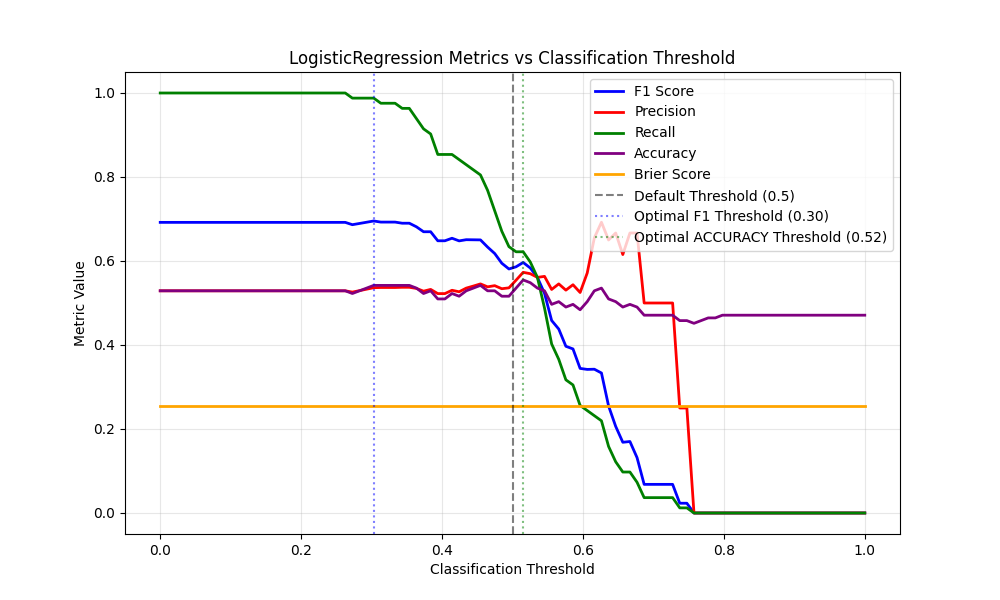 LogisticRegression Metrics vs Classification Threshold
F1 Score
Precision
Recall
Accuracy
Brier Score
Default Threshold (0.5)
Optimal F1 Threshold (0.30)
Optimal ACCURACY Threshold (0.52)
Metric Value
1.0
0.8
0.6
0.4
0.2
0.0
0.0 0.2 0.4 0.6 0.8 1.0
Classification Threshold